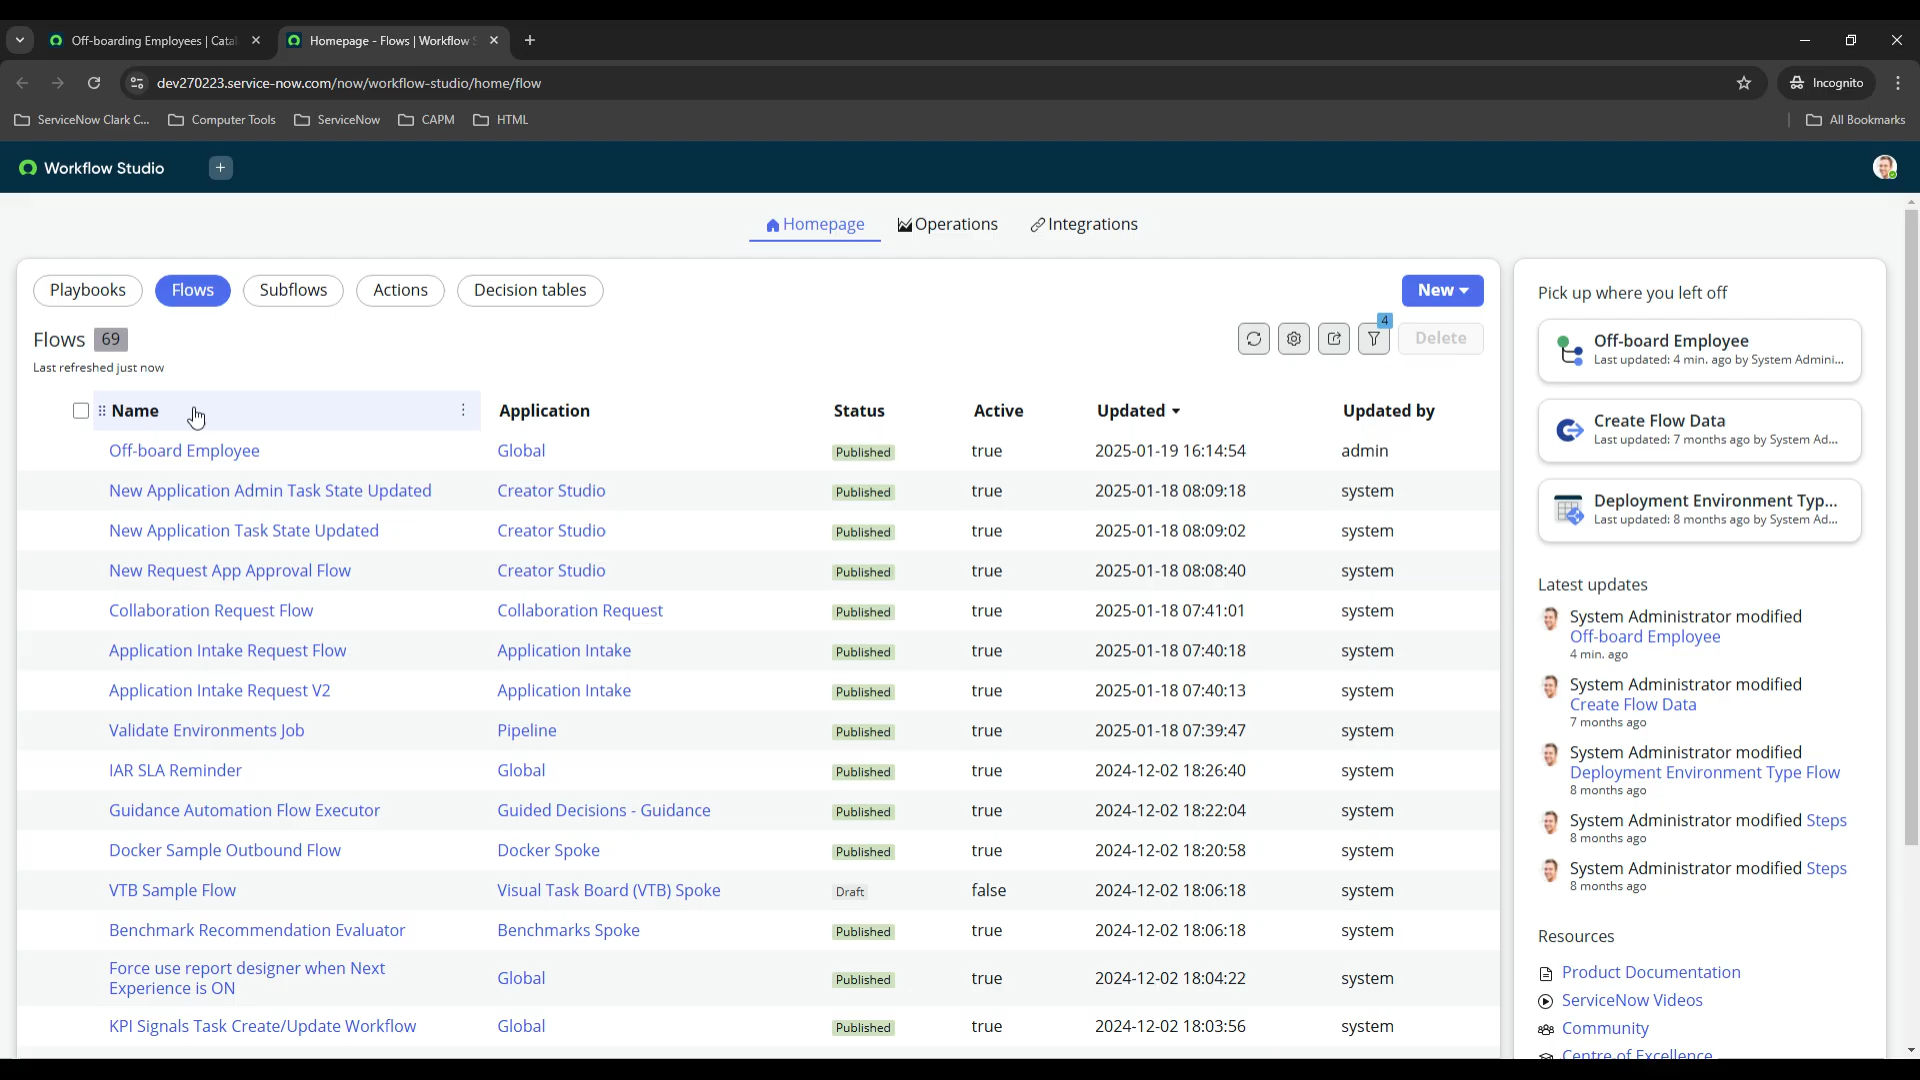 Off-boarding Employees | Cata
Homepage - Flows | Workflow S
dev270223.service-now.com/now/workflow-studio/home/flow
Incognito
ServiceNow Clark C...
Computer Tools
ServiceNow
CAPM
HTML
All Bookmarks
Workflow Studio
Homepage
Operations
Integrations
Playbooks
Flows
Subflows
Actions
Decision tables
New
Flows 69
4
Delete
Last refreshed just now
Name Application Status Active Updated Updated by
Off-board Employee Global Published true 2025-01-19 16:14:54 admin
New Application Admin Task State Updated Creator Studio Published true 2025-01-18 08:09:18 system
New Application Task State Updated Creator Studio Published true 2025-01-18 08:09:02 system
New Request App Approval Flow Creator Studio Published true 2025-01-18 08:08:40 system
Collaboration Request Flow Collaboration Request Published true 2025-01-18 07:41:01 system
Application Intake Request Flow Application Intake Published true 2025-01-18 07:40:18 system
Application Intake Request V2 Application Intake Published true 2025-01-18 07:40:13 system
Validate Environments Job Pipeline Published true 2025-01-18 07:39:47 system
IAR SLA Reminder Global Published true 2024-12-02 18:26:40 system
Guidance Automation Flow Executor Guided Decisions - Guidance Published true 2024-12-02 18:22:04 system
Docker Sample Outbound Flow Docker Spoke Published true 2024-12-02 18:20:58 system
VTB Sample Flow Visual Task Board (VTB) Spoke Draft false 2024-12-02 18:06:18 system
Benchmark Recommendation Evaluator Benchmarks Spoke Published true 2024-12-02 18:06:18 system
Force use report designer when Next
Experience is ON Global Published true 2024-12-02 18:04:22 system
KPI Signals Task Create/Update Workflow Global Published true 2024-12-02 18:03:56 system
Pick up where you left off
Off-board Employee
Last updated: 4 min. ago by System Admini...
Create Flow Data
Last updated: 7 months ago by System Ad...
Deployment Environment Typ...
Last updated: 8 months ago by System Ad...
Latest updates
System Administrator modified
Off-board Employee
4 min. ago
System Administrator modified
Create Flow Data
7 months ago
System Administrator modified
Deployment Environment Type Flow
8 months ago
System Administrator modified Steps
8 months ago
System Administrator modified Steps
8 months ago
Resources
Product Documentation
ServiceNow Videos
Community
Centre of Excellence